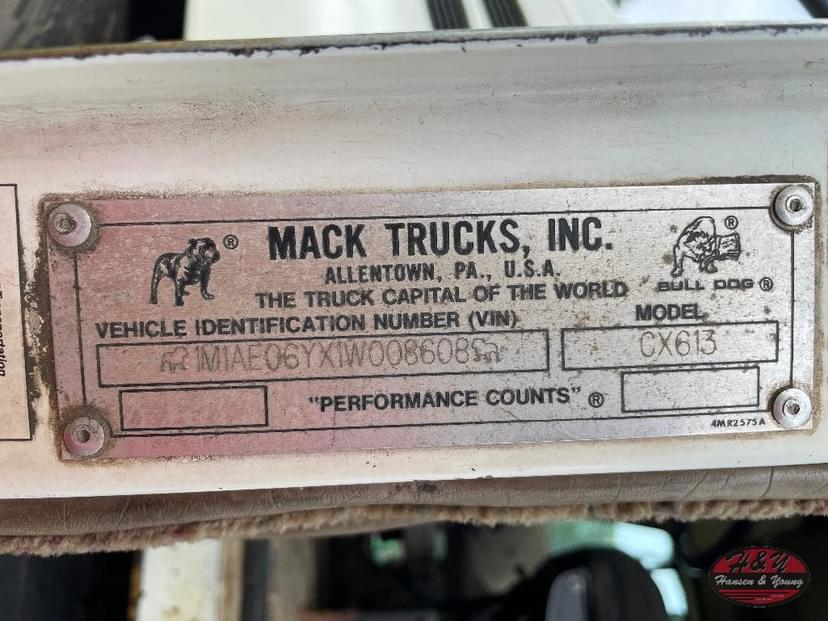 MACK TRUCKS, INC.
ALLENTOWN, PA., U.S.A.
THE TRUCK CAPITAL OF THE WORLD
BULL DOG ®
VEHICLE IDENTIFICATION NUMBER (VIN)
MODEL
1M1AE06YX1W008608
CX613
"PERFORMANCE COUNTS" ®
4MR2575A
H&Y
Hansen & Young